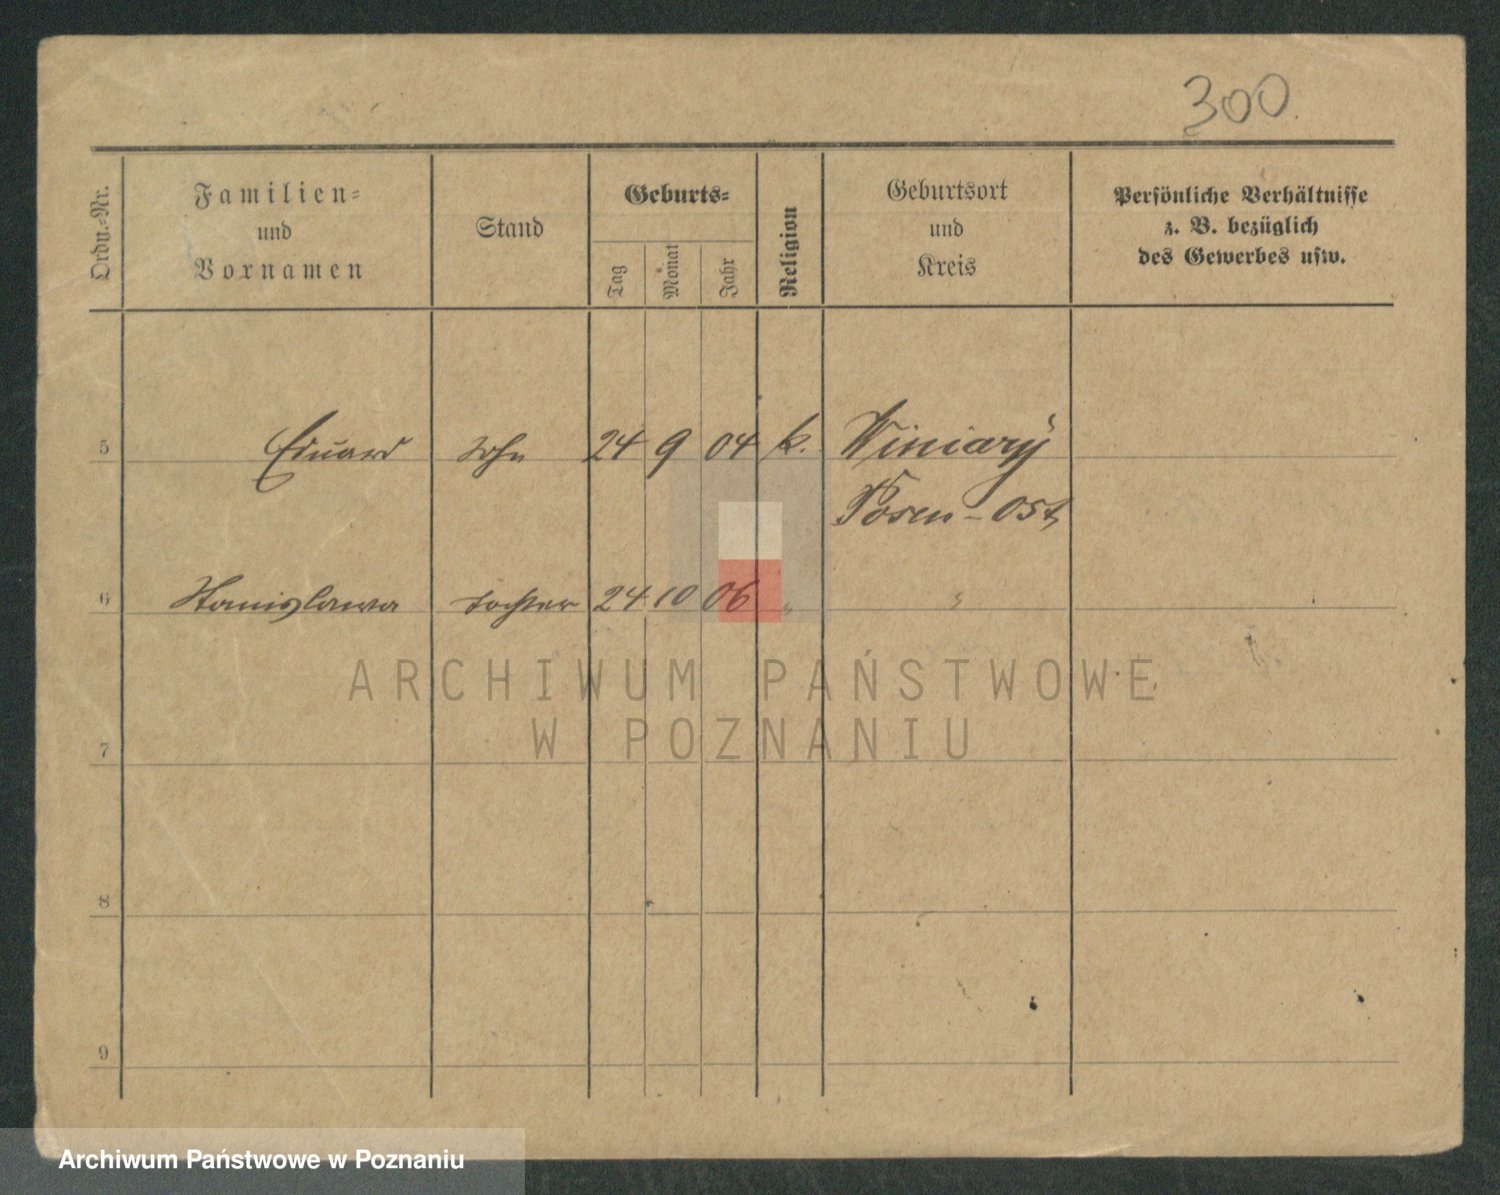 300.
Ordn.-Nr.
Familien-
und
Vornamen
Stand
Geburts-
Tag
Monat
Jahr
Religion
Geburtsort
und
Kreis
Persönliche Verhältnisse
z. B. bezüglich
des Gewerbes usw.
5 Eduard Sohn 24 9 04 k. Winiary
Posen-Ost
6 Stanislawa Tochter 24 10 06 " "
ARCHIWUM PAŃSTWOWE
W POZNANIU
7
8
9
Archiwum Państwowe w Poznaniu